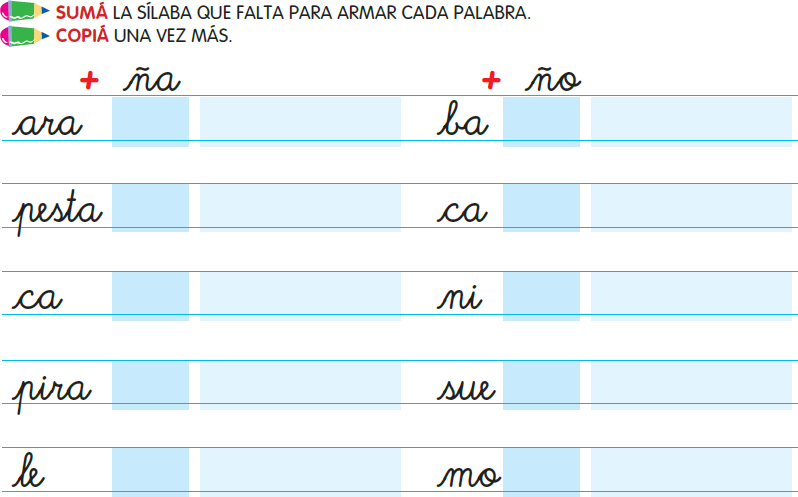 SUMÁ LA SÍLABA QUE FALTA PARA ARMAR CADA PALABRA.
COPIÁ UNA VEZ MÁS.
+ ña + ño
ara ba
pesta ca
ca ni
pira sue
le mo